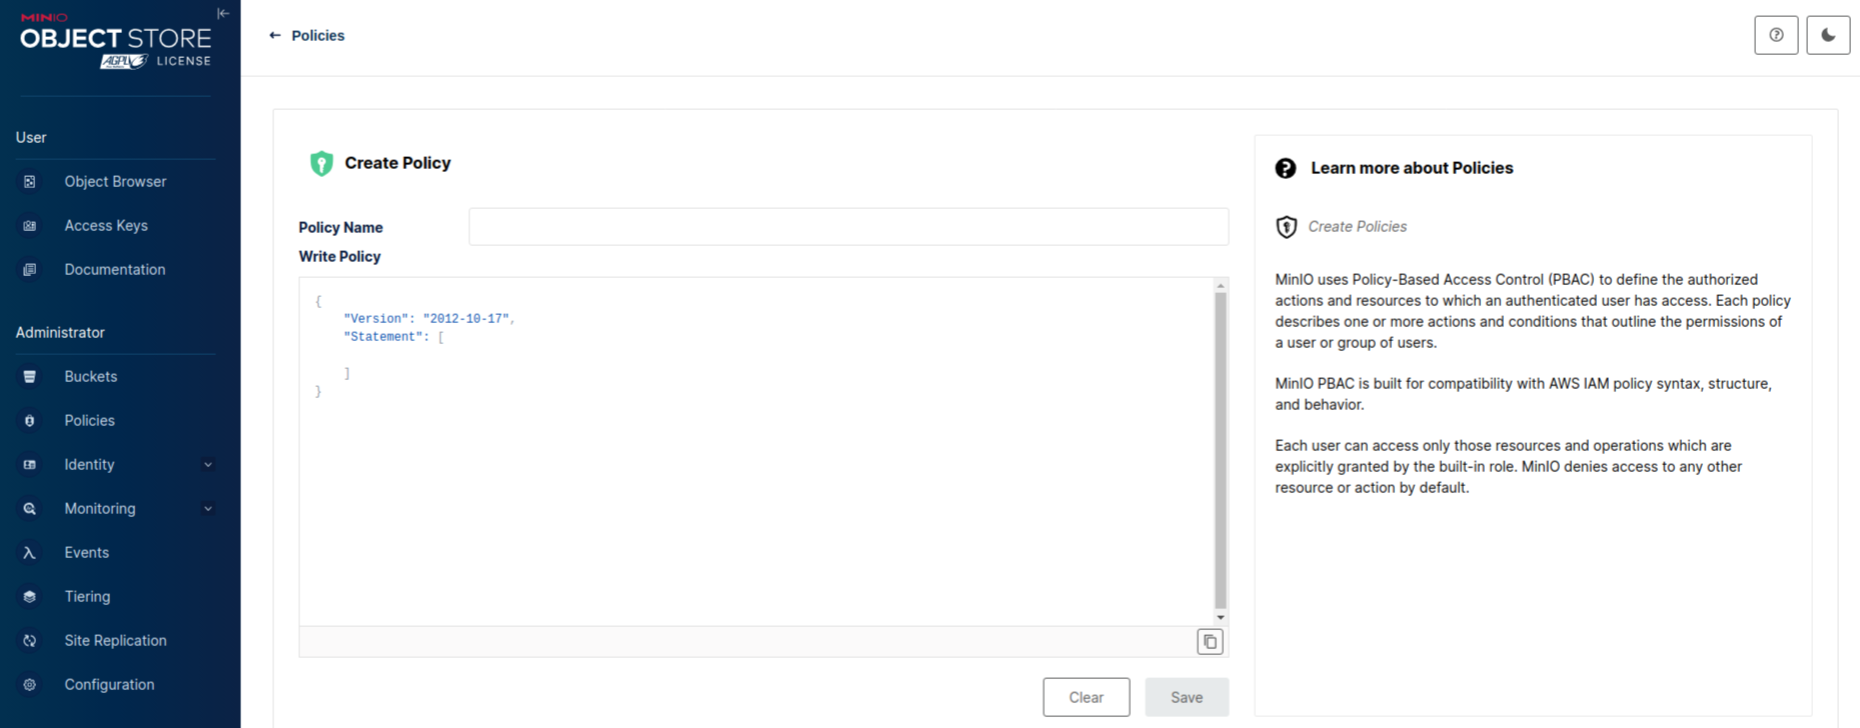 MINIO
OBJECT STORE
AGPLv3 LICENSE
User
Object Browser
Access Keys
Documentation
Administrator
Buckets
Policies
Identity
Monitoring
Events
Tiering
Site Replication
Configuration
← Policies
Create Policy
Policy Name
Write Policy
{
    "Version": "2012-10-17",
    "Statement": [
    ]
}
Clear
Save
Learn more about Policies
Create Policies
MinIO uses Policy-Based Access Control (PBAC) to define the authorized
actions and resources to which an authenticated user has access. Each policy
describes one or more actions and conditions that outline the permissions of
a user or group of users.
MinIO PBAC is built for compatibility with AWS IAM policy syntax, structure,
and behavior.
Each user can access only those resources and operations which are
explicitly granted by the built-in role. MinIO denies access to any other
resource or action by default.